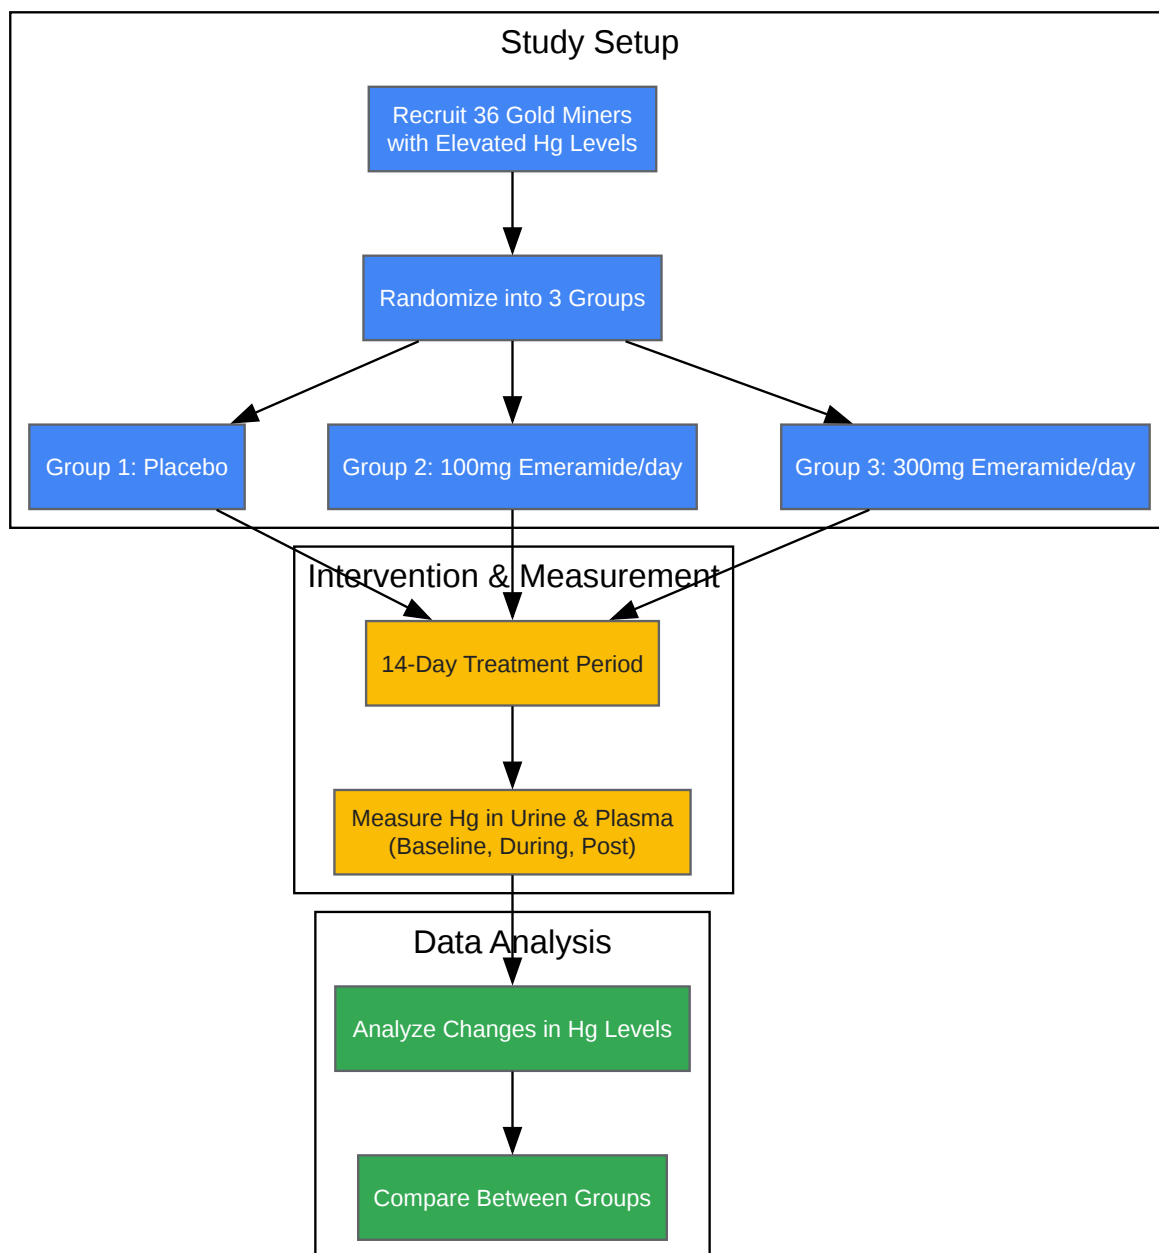 Study Setup
Recruit 36 Gold Miners
with Elevated Hg Levels
Randomize into 3 Groups
Group 1: Placebo
Group 2: 100mg Emeramide/day
Group 3: 300mg Emeramide/day
Intervention & Measurement
14-Day Treatment Period
Measure Hg in Urine & Plasma
(Baseline, During, Post)
Data Analysis
Analyze Changes in Hg Levels
Compare Between Groups